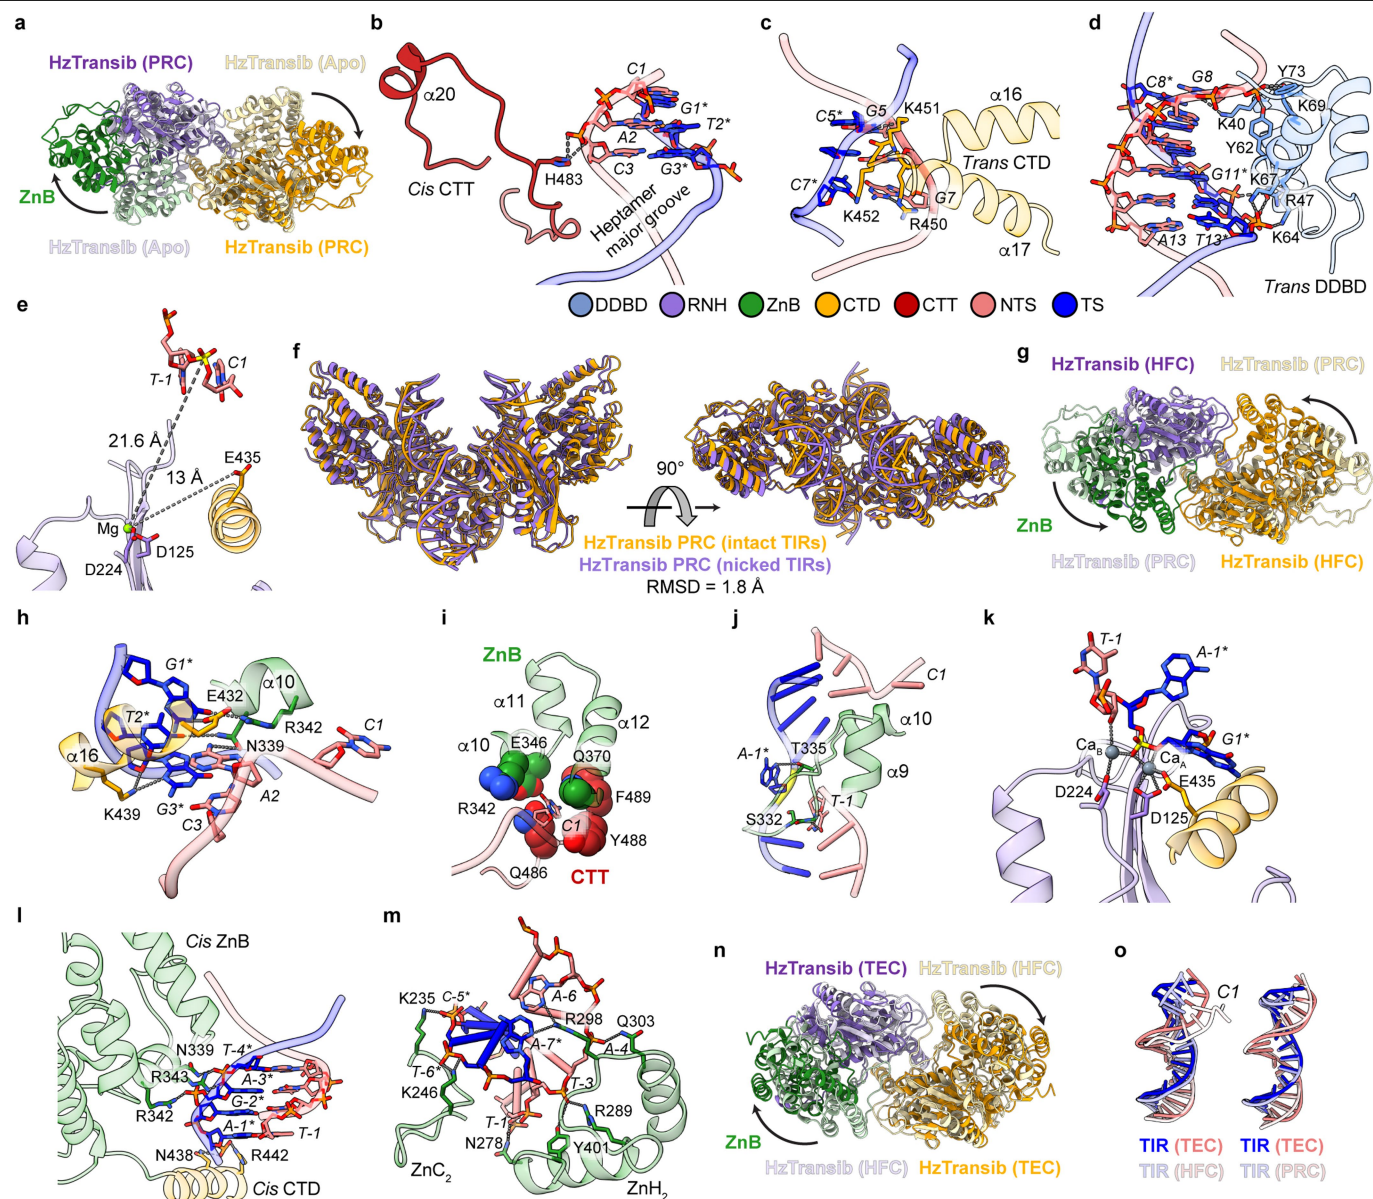 a
HzTransib (PRC)
HzTransib (Apo)
ZnB
HzTransib (Apo)
HzTransib (PRC)
b
α20
Cis CTT
H483
C1
G1*
A2
T2*
C3
G3*
Heptamer
major groove
c
C5*
G5
K451
α16
Trans CTD
C7*
G7
K452
R450
α17
d
C8*
G8
Y73
K69
K40
Y62
G11*
K67
R47
A13
T13*
K64
Trans DDBD
DDBD
RNH
ZnB
CTD
CTT
NTS
TS
e
T-1
C1
21.6 Å
13 Å
E435
Mg
D125
D224
f
90°
HzTransib PRC (intact TIRs)
HzTransib PRC (nicked TIRs)
RMSD = 1.8 Å
g
HzTransib (HFC)
HzTransib (PRC)
ZnB
HzTransib (PRC)
HzTransib (HFC)
h
G1*
E432
α10
T2*
R342
C1
N339
α16
K439
G3*
A2
C3
i
ZnB
α11
α12
α10
E346
Q370
R342
F489
C1
Y488
Q486
CTT
j
C1
α10
A-1*
T335
α9
T-1
S332
k
T-1
A-1*
G1*
CaB
CaA
E435
D224
D125
l
Cis ZnB
N339
T-4*
R343
A-3*
R342
G-2*
A-1*
T-1
N438
R442
Cis CTD
m
K235
C-5*
A-6
R298
Q303
A-7*
A-4
T-6*
K246
T-3
T-1
R289
N278
Y401
ZnC2
ZnH2
n
HzTransib (TEC)
HzTransib (HFC)
ZnB
HzTransib (HFC)
HzTransib (TEC)
o
C1
TIR (TEC)
TIR (HFC)
TIR (TEC)
TIR (PRC)